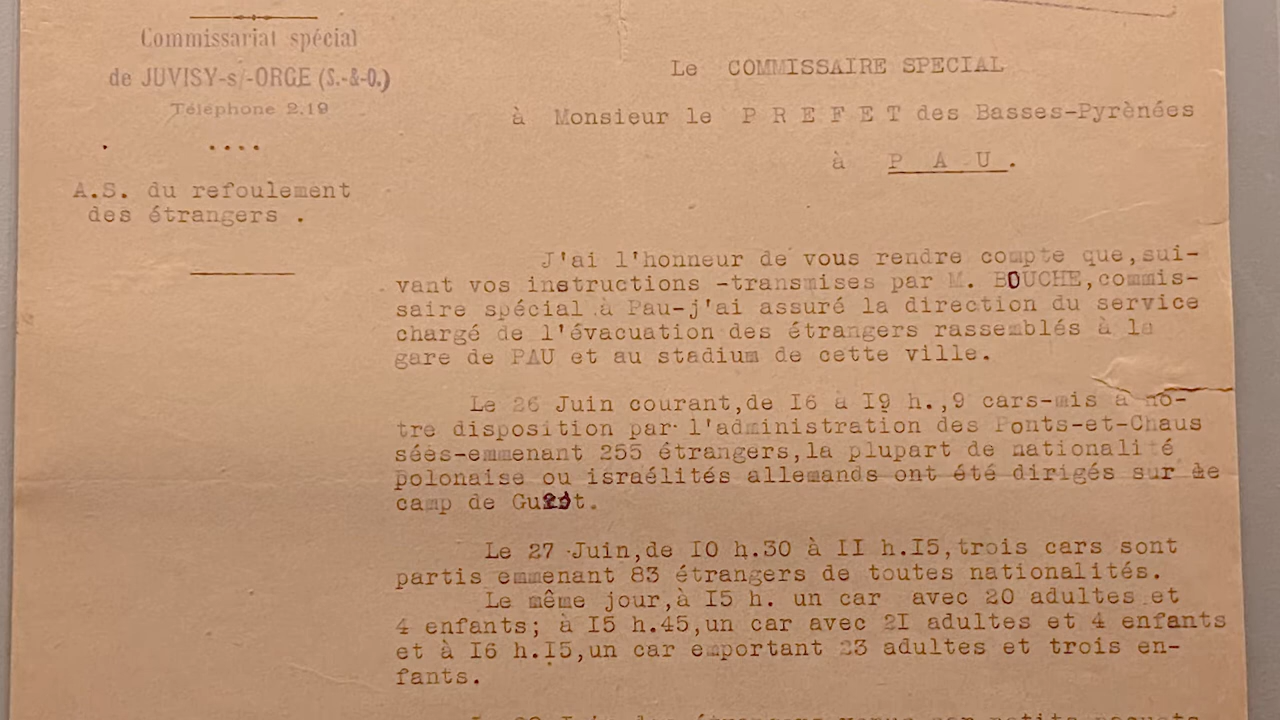 Commissariat spécial
de JUVISY-s/-ORGE (S.-&-O.)
Téléphone 2.19
....
A.S. du refoulement
des étrangers .
Le COMMISSAIRE SPECIAL
à Monsieur le P R E F E T des Basses-Pyrènées
à P A U .
J'ai l'honneur de vous rendre compte que,sui-
vant vos instructions -transmises par M. BOUCHE,commis-
saire spécial à Pau-j'ai assuré la direction du service
chargé de l'évacuation des étrangers rassemblés à la
gare de PAU et au stadium de cette ville.
Le 26 Juin courant,de I6 à I9 h.,9 cars-mis à no-
tre disposition par l'administration des Ponts-et-Chaus
sées-emmenant 255 étrangers,la plupart de nationalité
polonaise ou israélités allemands ont été dirigés sur le
camp de
Le 27 Juin,de I0 h.30 à II h.I5,trois cars sont
partis emmenant 83 étrangers de toutes nationalités.
Le même jour,à I5 h. un car avec 20 adultes et
4 enfants; à I5 h.45,un car avec 2I adultes et 4 enfants
et à I6 h.I5,un car emportant 23 adultes et trois en-
fants.